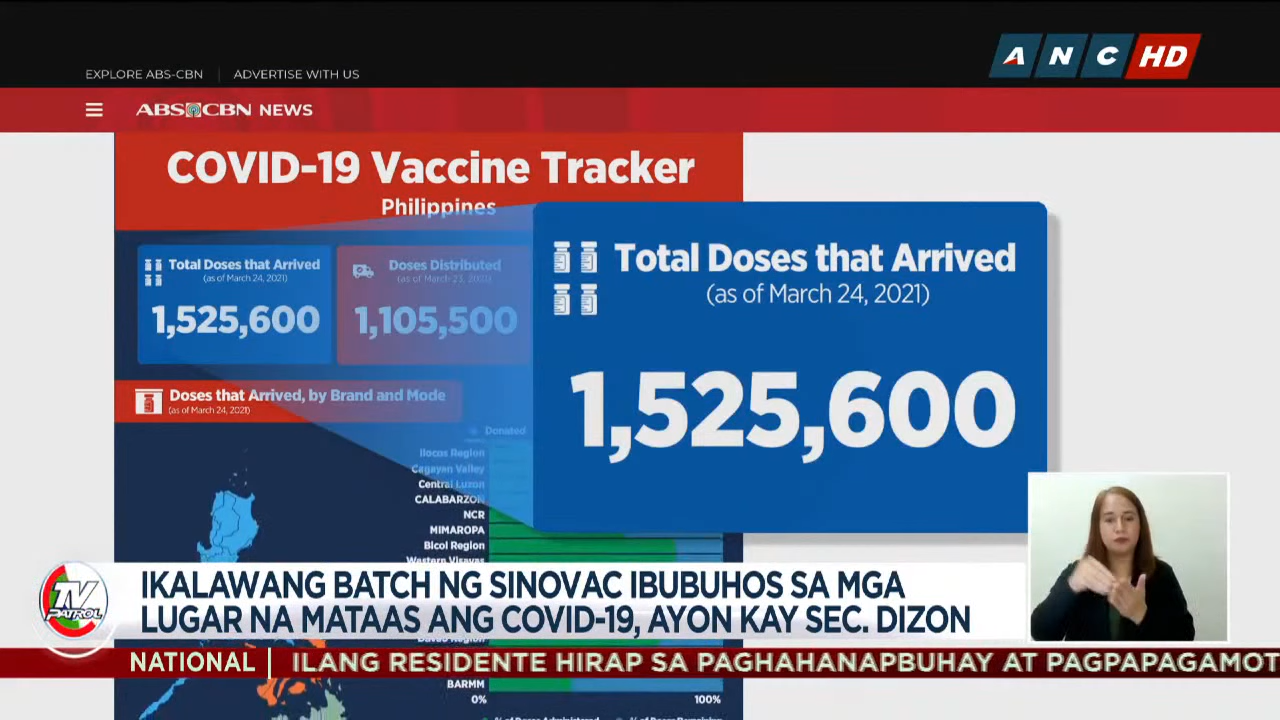 ANC HD
EXPLORE ABS-CBN | ADVERTISE WITH US
ABS-CBN NEWS
COVID-19 Vaccine Tracker
Philippines
Total Doses that Arrived
(as of March 24, 2021)
1,525,600
Doses Distributed
(as of March 23, 2021)
1,105,500
Total Doses that Arrived
(as of March 24, 2021)
1,525,600
Doses that Arrived, by Brand and Mode
(as of March 24, 2021)
Donated
Ilocos Region
Cagayan Valley
Central Luzon
CALABARZON
NCR
MIMAROPA
Bicol Region
Western Visayas
TV PATROL
IKALAWANG BATCH NG SINOVAC IBUBUHOS SA MGA
LUGAR NA MATAAS ANG COVID-19, AYON KAY SEC. DIZON
NATIONAL | ILANG RESIDENTE HIRAP SA PAGHAHANAPBUHAY AT PAGPAPAGAMOT
BARMM
0% 100%